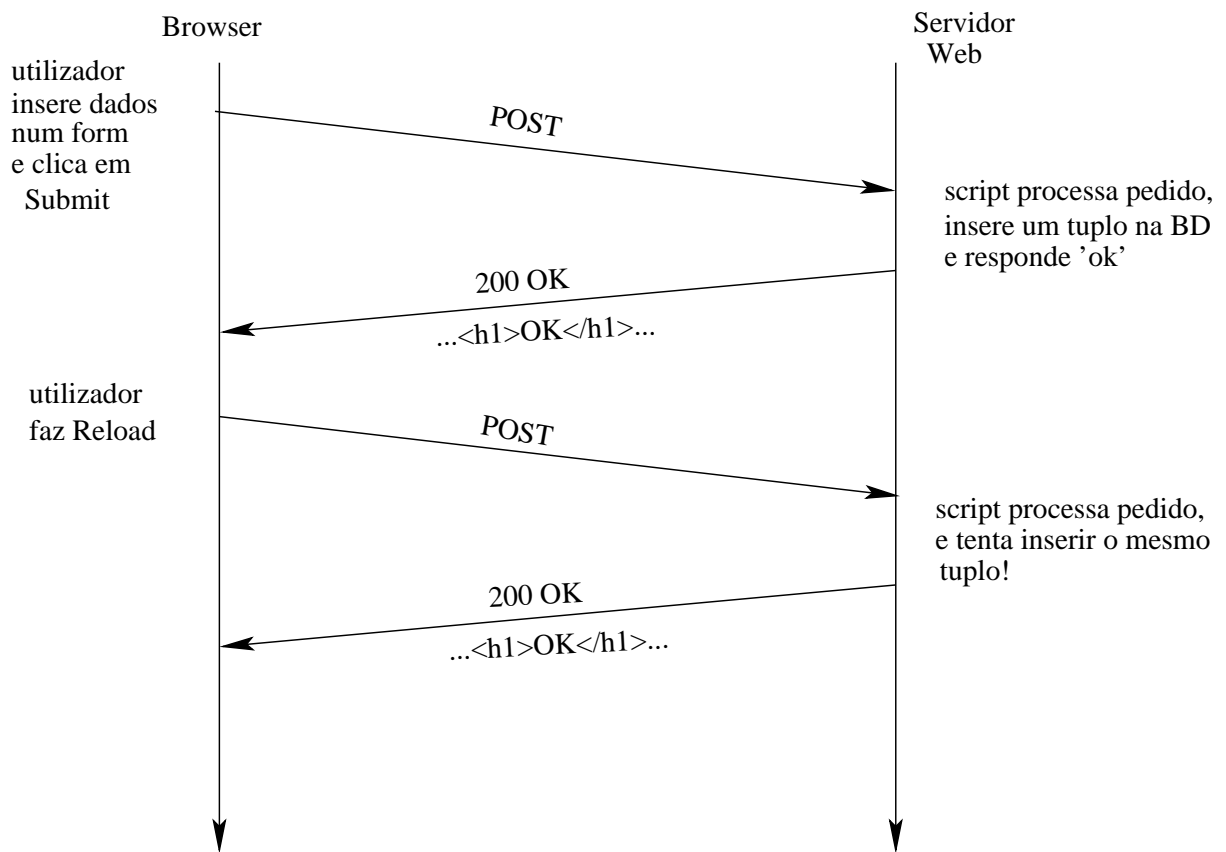 Browser
Servidor
Web
utilizador
insere dados
num form
e clica em
Submit
POST
script processa pedido,
insere um tuplo na BD
e responde ’ok’
200 OK
...<h1>OK</h1>...
utilizador
faz Reload
POST
script processa pedido,
e tenta inserir o mesmo
tuplo!
200 OK
...<h1>OK</h1>...